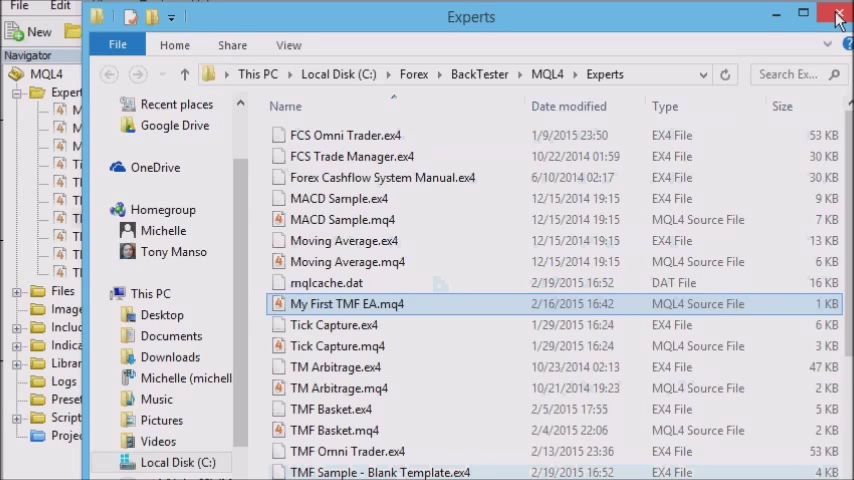 File Edit
Experts
New
File Home Share View
Navigator
This PC Local Disk (C:) Forex BackTester MQL4 Experts
Search Ex...
MQL4
Name Date modified Type Size
Expert
Recent places
Google Drive
OneDrive
Homegroup
Michelle
Tony Manso
This PC
Desktop
Documents
Downloads
Michelle (michell
Music
Pictures
Videos
Local Disk (C:)
Files
Image
Includ
Indica
Librar
Logs
Preset
Script
Projec
FCS Omni Trader.ex4 1/9/2015 23:50 EX4 File 53 KB
FCS Trade Manager.ex4 10/22/2014 01:59 EX4 File 30 KB
Forex Cashflow System Manual.ex4 6/10/2014 02:17 EX4 File 30 KB
MACD Sample.ex4 12/15/2014 19:15 EX4 File 9 KB
MACD Sample.mq4 12/15/2014 19:15 MQL4 Source File 7 KB
Moving Average.ex4 12/15/2014 19:15 EX4 File 13 KB
Moving Average.mq4 12/15/2014 19:15 MQL4 Source File 6 KB
mqlcache.dat 2/19/2015 16:52 DAT File 16 KB
My First TMF EA.mq4 2/16/2015 16:42 MQL4 Source File 1 KB
Tick Capture.ex4 1/29/2015 16:24 EX4 File 6 KB
Tick Capture.mq4 1/29/2015 16:24 MQL4 Source File 3 KB
TM Arbitrage.ex4 10/23/2014 02:13 EX4 File 47 KB
TM Arbitrage.mq4 10/21/2014 19:23 MQL4 Source File 2 KB
TMF Basket.ex4 2/5/2015 17:55 EX4 File 5 KB
TMF Basket.mq4 2/4/2015 22:06 MQL4 Source File 2 KB
TMF Omni Trader.ex4 2/13/2015 23:36 EX4 File 53 KB
TMF Sample - Blank Template.ex4 2/19/2015 16:52 EX4 File 4 KB